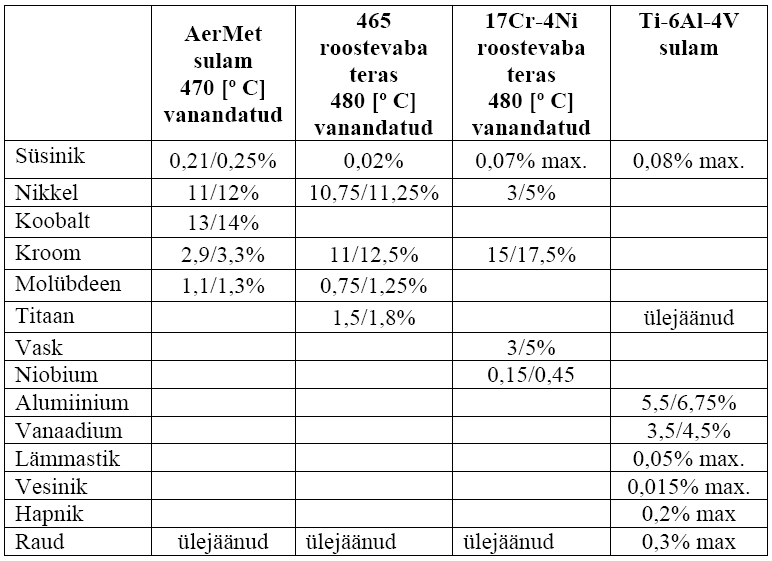 AerMet sulam 470 [º C] vanandatud | 465 roostevaba teras 480 [º C] vanandatud | 17Cr-4Ni roostevaba teras 480 [º C] vanandatud | Ti-6Al-4V sulam
Süsinik 0,21/0,25% 0,02% 0,07% max. 0,08% max.
Nikkel 11/12% 10,75/11,25% 3/5%
Koobalt 13/14%
Kroom 2,9/3,3% 11/12,5% 15/17,5%
Molübdeen 1,1/1,3% 0,75/1,25%
Titaan 1,5/1,8% ülejäänud
Vask 3/5%
Niobium 0,15/0,45
Alumiinium 5,5/6,75%
Vanaadium 3,5/4,5%
Lämmastik 0,05% max.
Vesinik 0,015% max.
Hapnik 0,2% max
Raud ülejäänud ülejäänud ülejäänud 0,3% max